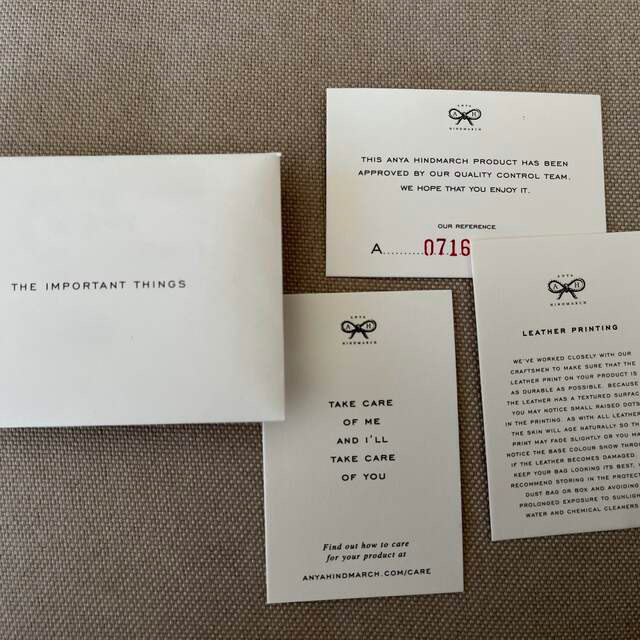 THE IMPORTANT THINGS
ANYA
A H
HINDMARCH
THIS ANYA HINDMARCH PRODUCT HAS BEEN
APPROVED BY OUR QUALITY CONTROL TEAM.
WE HOPE THAT YOU ENJOY IT.
OUR REFERENCE
A..........0716
ANYA
A H
HINDMARCH
TAKE CARE
OF ME
AND I'LL
TAKE CARE
OF YOU
Find out how to care
for your product at
ANYAHINDMARCH.COM/CARE
ANYA
A H
HINDMARCH
LEATHER PRINTING
WE'VE WORKED CLOSELY WITH OUR
CRAFTSMEN TO MAKE SURE THAT THE
LEATHER PRINT ON YOUR PRODUCT IS
AS DURABLE AS POSSIBLE. BECAUSE
THE LEATHER HAS A TEXTURED SURFAC
YOU MAY NOTICE SMALL RAISED DOTS
IN THE PRINTING. AS WITH ALL LEATHE
THE SKIN WILL AGE NATURALLY SO TH
PRINT MAY FADE SLIGHTLY OR YOU MA
NOTICE THE BASE COLOUR SHOW THRO
IF THE LEATHER BECOMES DAMAGED.
KEEP YOUR BAG LOOKING ITS BEST,
RECOMMEND STORING IN THE PROTEC
DUST BAG OR BOX AND AVOIDING
PROLONGED EXPOSURE TO SUNLIGH
WATER AND CHEMICAL CLEANERS